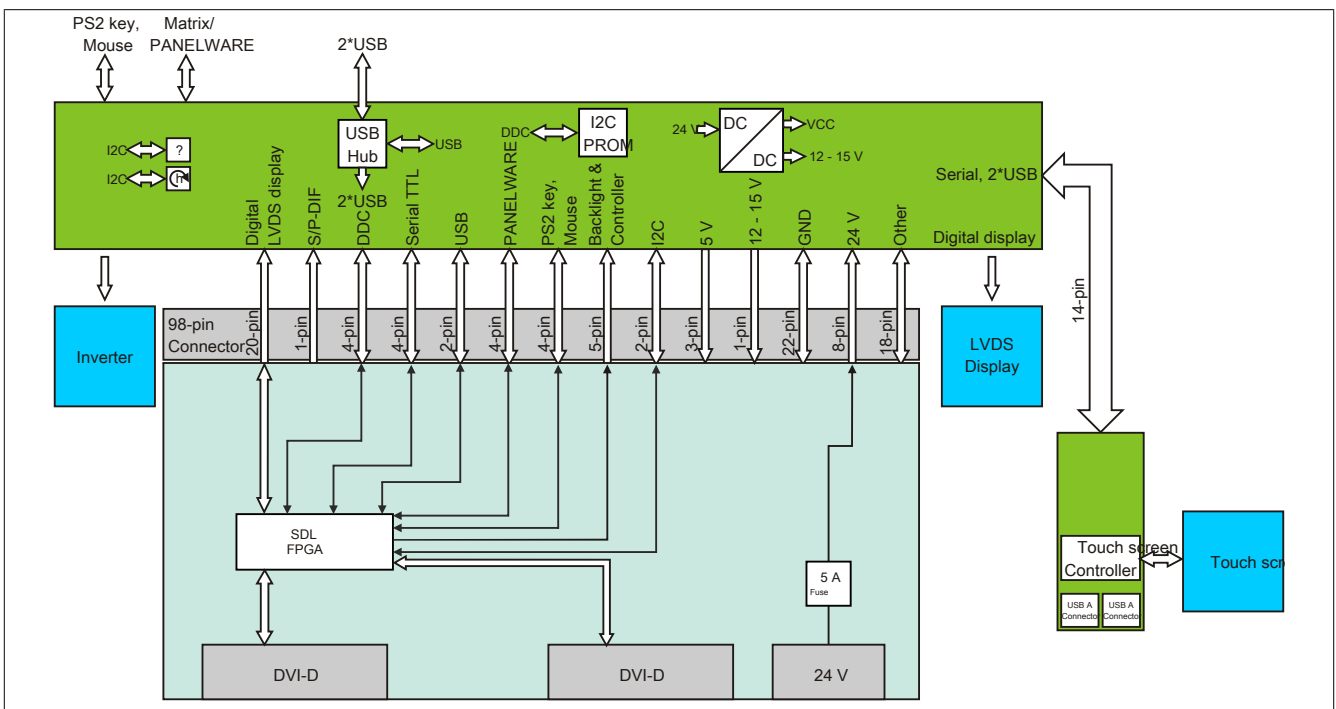 PS2 key,
Mouse
Matrix/
PANELWARE
2*USB
I2C
?
I2C
h
USB
Hub
USB
2*USB
DDC
I2C
PROM
24 V
DC
DC
VCC
12 - 15 V
Serial, 2*USB
Digital display
Digital
LVDS display
S/P-DIF
DDC
Serial TTL
USB
PANELWARE
PS2 key,
Mouse
Backlight &
Controller
I2C
5 V
12 - 15 V
GND
24 V
Other
Inverter
98-pin
Connector
20-pin
1-pin
4-pin
4-pin
2-pin
4-pin
4-pin
5-pin
2-pin
3-pin
1-pin
22-pin
8-pin
18-pin
LVDS
Display
14-pin
SDL
FPGA
5 A
Fuse
DVI-D
DVI-D
24 V
Touch screen
Controller
USB A
Connecto
USB A
Connecto
Touch scr